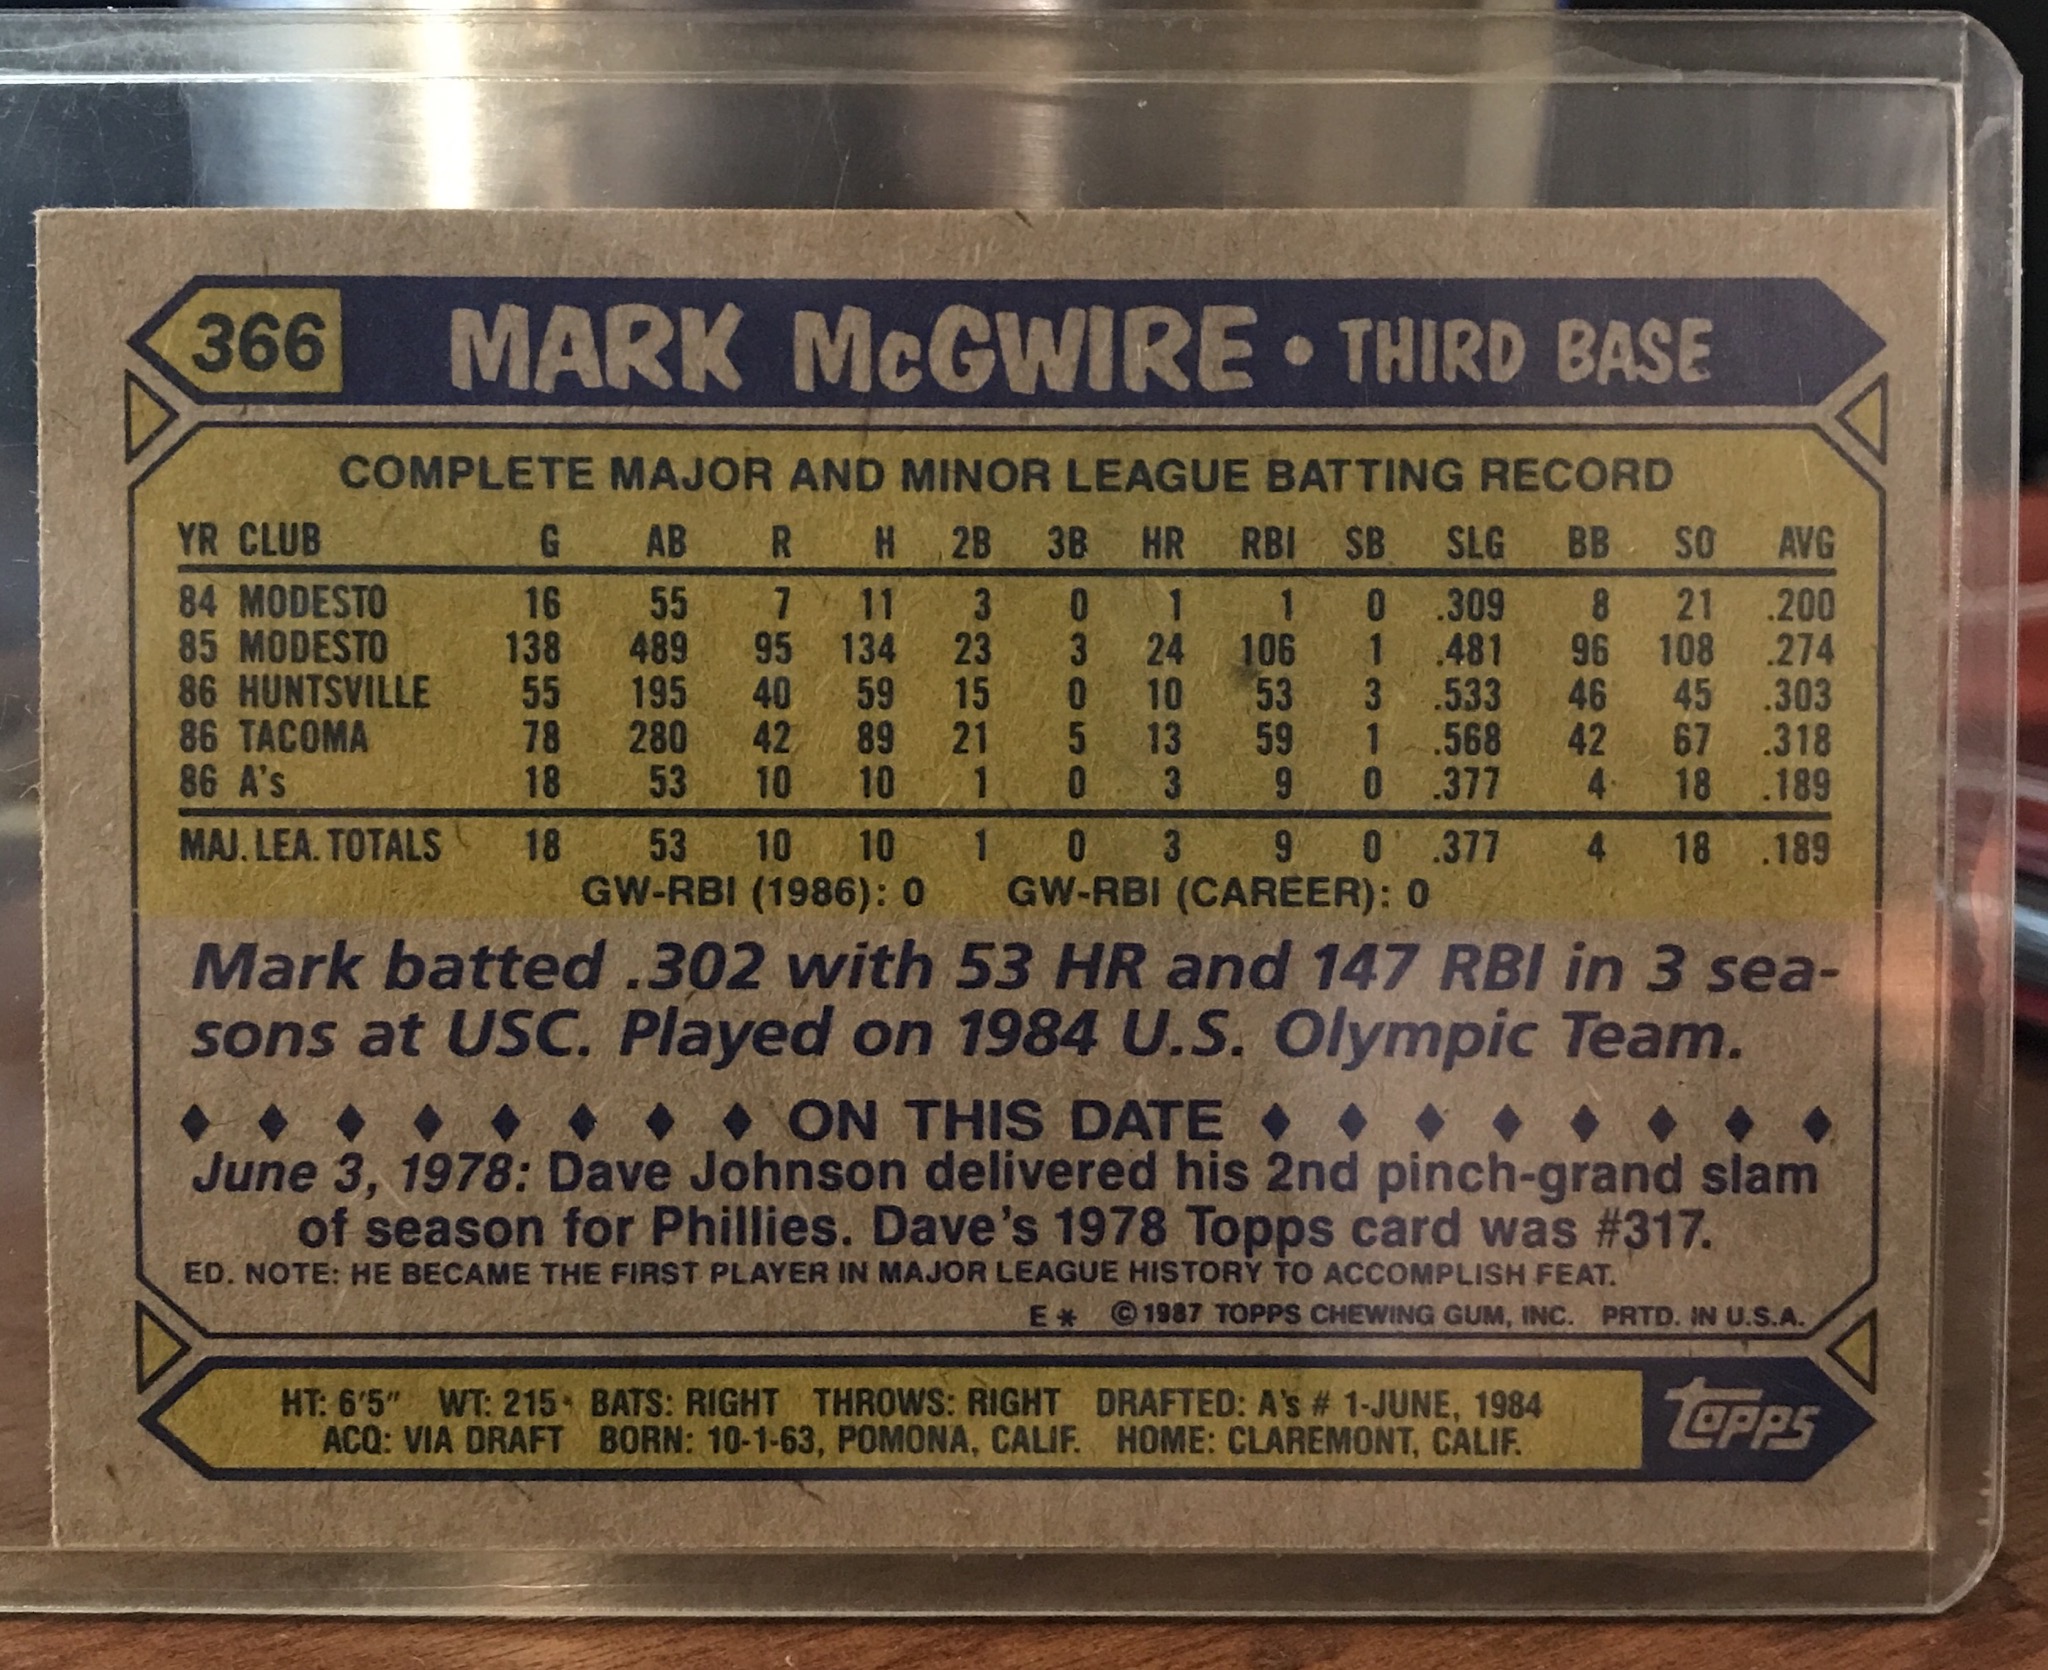 366 MARK McGWIRE • THIRD BASE
COMPLETE MAJOR AND MINOR LEAGUE BATTING RECORD
YR CLUB G AB R H 2B 3B HR RBI SB SLG BB SO AVG
84 MODESTO 16 55 7 11 3 0 1 1 0 .309 8 21 .200
85 MODESTO 138 489 95 134 23 3 24 106 1 .481 96 108 .274
86 HUNTSVILLE 55 195 40 59 15 0 10 53 3 .533 46 45 .303
86 TACOMA 78 280 42 89 21 5 13 59 1 .568 42 67 .318
86 A's 18 53 10 10 1 0 3 9 0 .377 4 18 .189
MAJ. LEA. TOTALS 18 53 10 10 1 0 3 9 0 .377 4 18 .189
GW-RBI (1986): 0 GW-RBI (CAREER): 0
Mark batted .302 with 53 HR and 147 RBI in 3 sea-
sons at USC. Played on 1984 U.S. Olympic Team.
♦ ♦ ♦ ♦ ♦ ♦ ♦ ♦ ON THIS DATE ♦ ♦ ♦ ♦ ♦ ♦ ♦ ♦
June 3, 1978: Dave Johnson delivered his 2nd pinch-grand slam
of season for Phillies. Dave's 1978 Topps card was #317.
ED. NOTE: HE BECAME THE FIRST PLAYER IN MAJOR LEAGUE HISTORY TO ACCOMPLISH FEAT.
E* ©1987 TOPPS CHEWING GUM, INC. PRTD. IN U.S.A.
HT: 6'5" WT: 215 BATS: RIGHT THROWS: RIGHT DRAFTED: A's # 1-JUNE, 1984
ACQ: VIA DRAFT BORN: 10-1-63, POMONA, CALIF. HOME: CLAREMONT, CALIF.
Topps